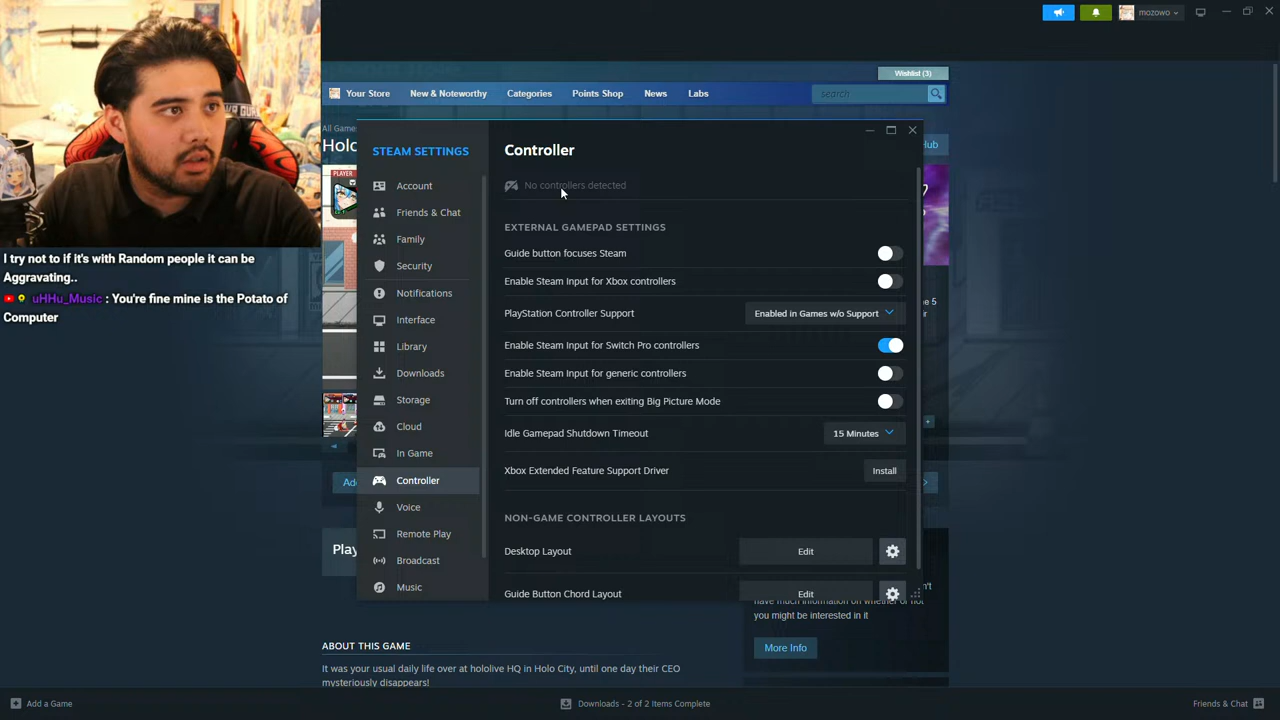 mozowo
Wishlist (3)
Your Store
New & Noteworthy
Categories
Points Shop
News
Labs
search
All Game
Holo
Hub
PLAYER
STEAM SETTINGS
Account
Friends & Chat
Family
Security
Notifications
Interface
Library
Downloads
Storage
Cloud
In Game
Controller
Voice
Remote Play
Broadcast
Music
Controller
No controllers detected
EXTERNAL GAMEPAD SETTINGS
Guide button focuses Steam
Enable Steam Input for Xbox controllers
PlayStation Controller Support
Enabled in Games w/o Support
Enable Steam Input for Switch Pro controllers
Enable Steam Input for generic controllers
Turn off controllers when exiting Big Picture Mode
Idle Gamepad Shutdown Timeout
15 Minutes
Xbox Extended Feature Support Driver
Install
NON-GAME CONTROLLER LAYOUTS
Desktop Layout
Edit
Guide Button Chord Layout
Edit
I try not to if it's with Random people it can be
Aggravating..
uHHu_Music : You're fine mine is the Potato of
Computer
Ad
Play
have much information on whether or not
you might be interested in it
More Info
ABOUT THIS GAME
It was your usual daily life over at hololive HQ in Holo City, until one day their CEO
mysteriously disappears!
Add a Game
Downloads - 2 of 2 Items Complete
Friends & Chat